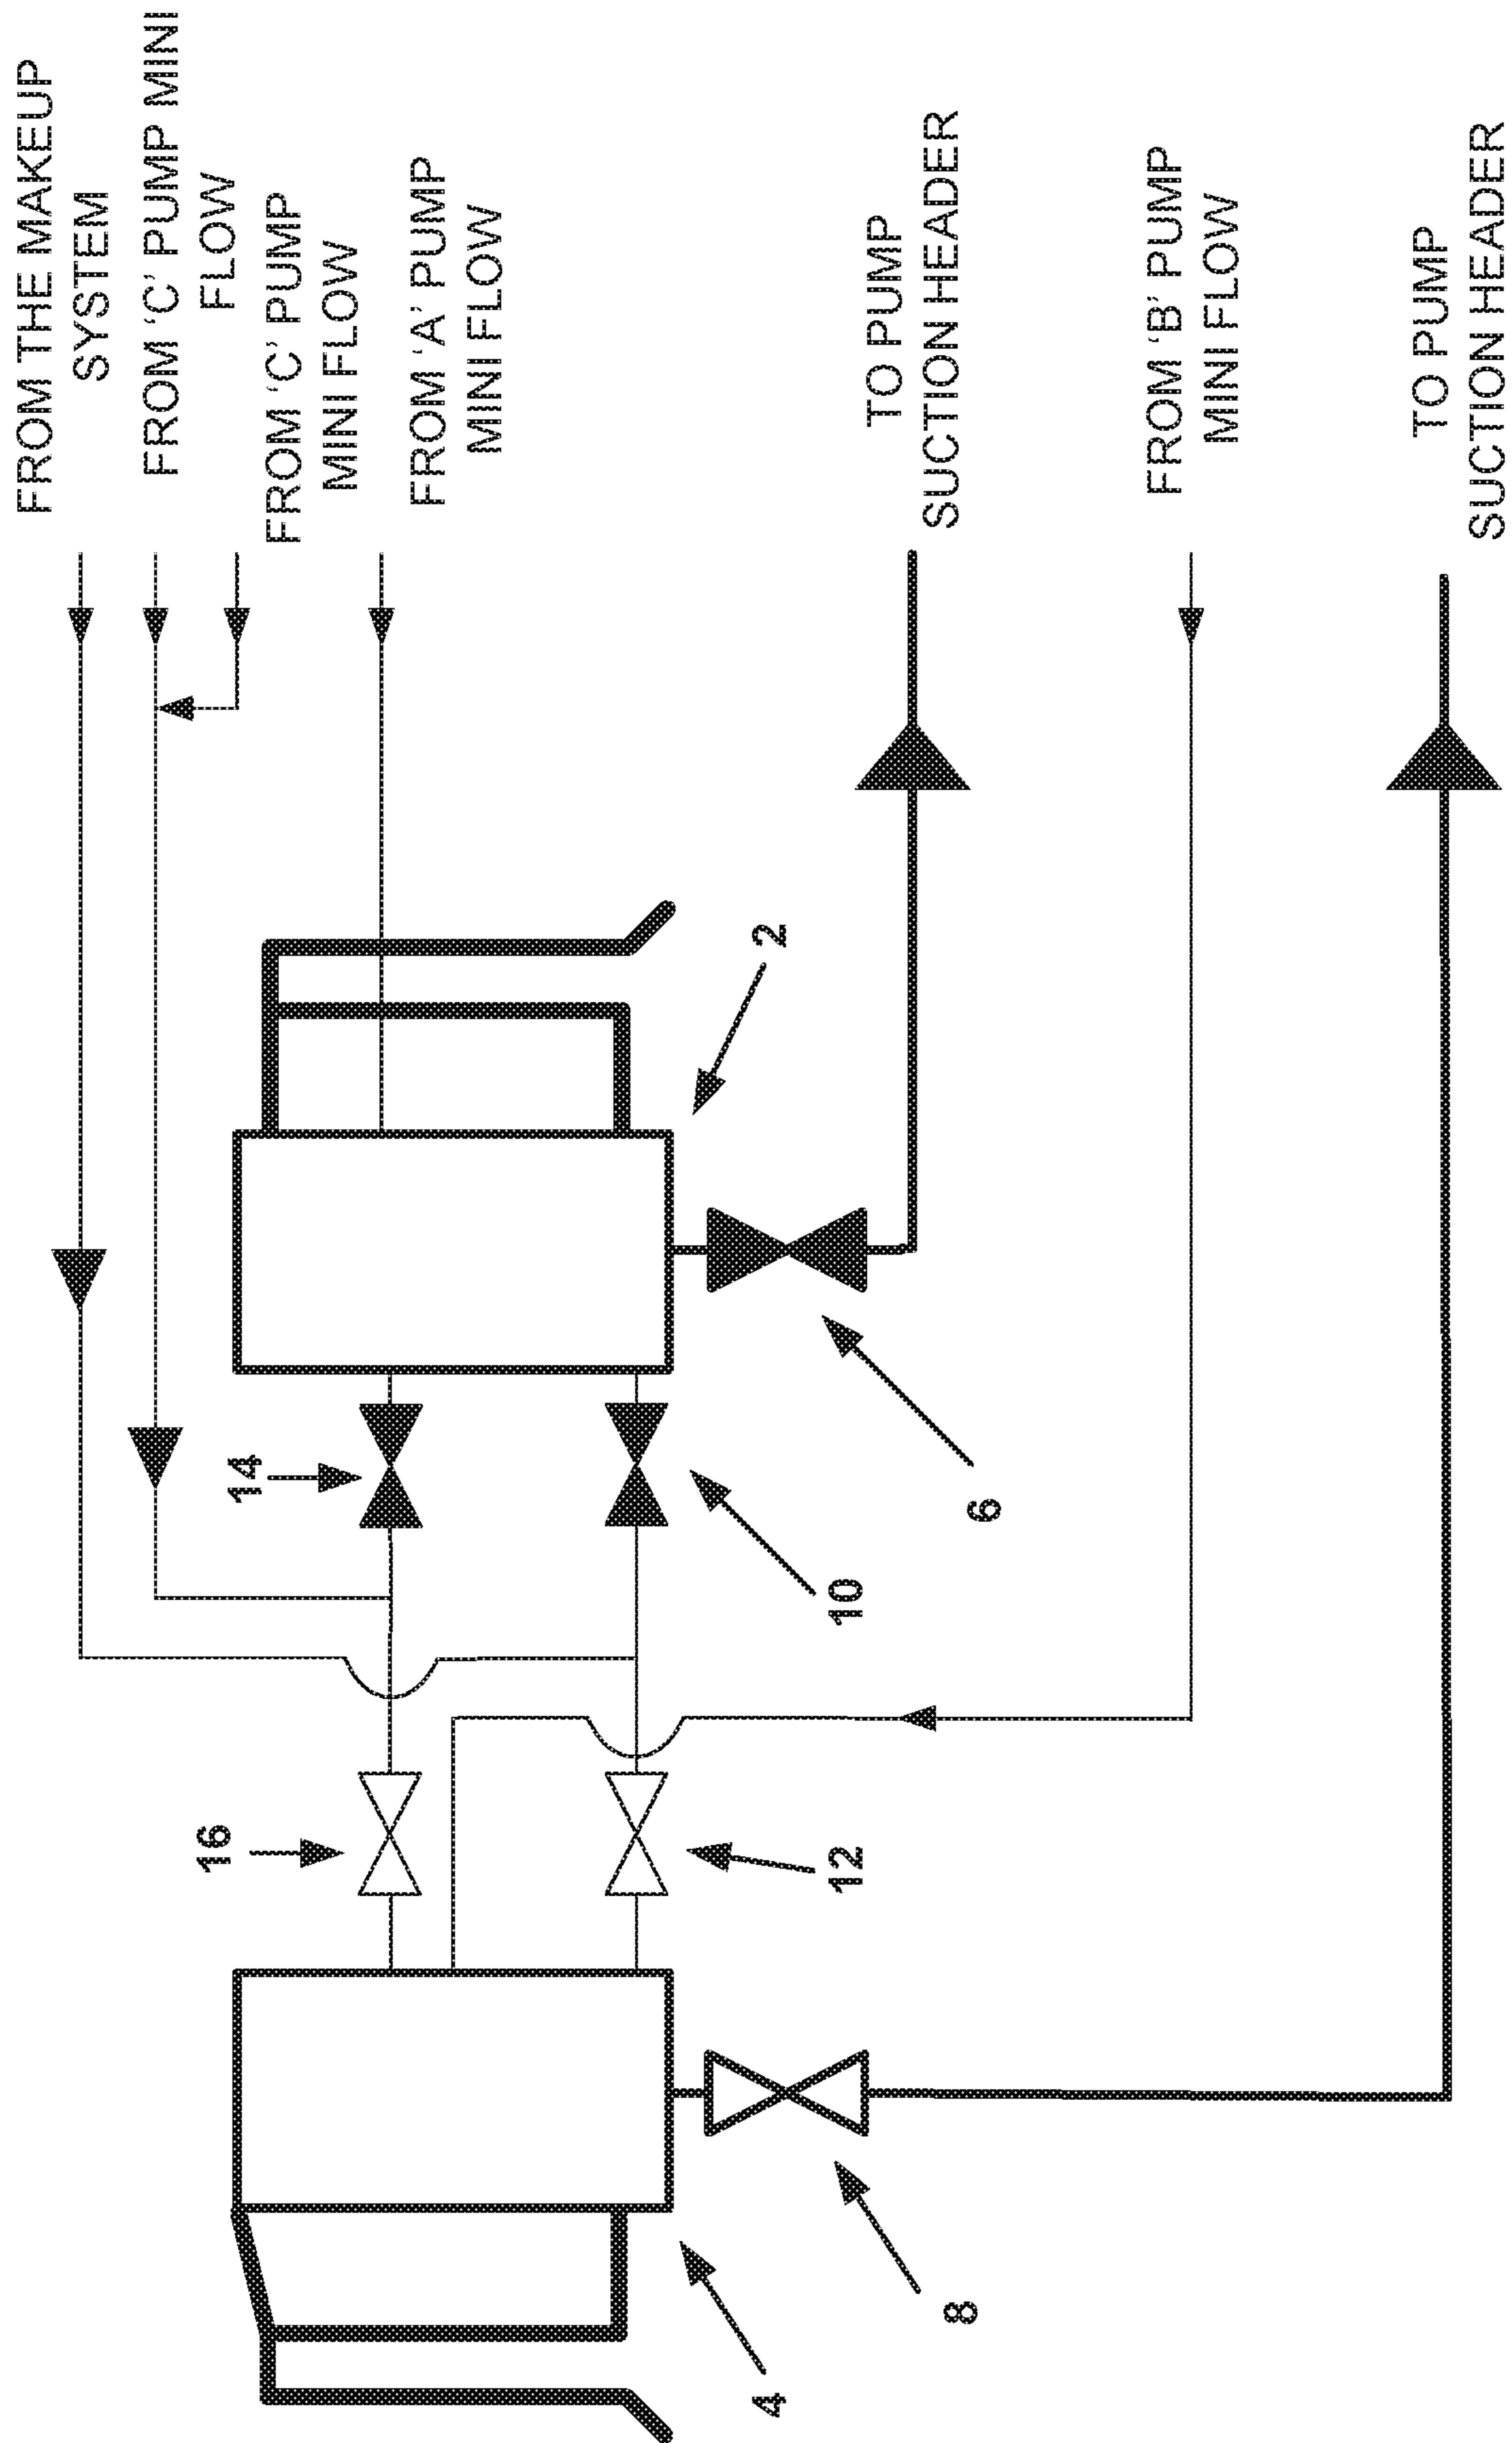 FROM THE MAKEUP
SYSTEM
FROM ‘C’ PUMP MINI
FLOW
FROM ‘C’ PUMP
MINI FLOW
FROM ‘A’ PUMP
MINI FLOW
TO PUMP
SUCTION HEADER
FROM ‘B’ PUMP
MINI FLOW
TO PUMP
SUCTION HEADER
2
14
6
10
16
12
8
4